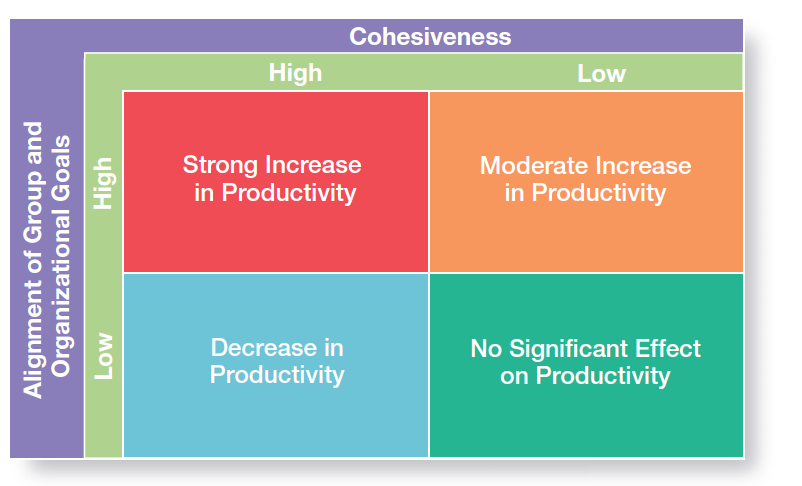 Cohesiveness
High
Low
Alignment of Group and
Organizational Goals
High
Strong Increase
in Productivity
Moderate Increase
in Productivity
Low
Decrease in
Productivity
No Significant Effect
on Productivity